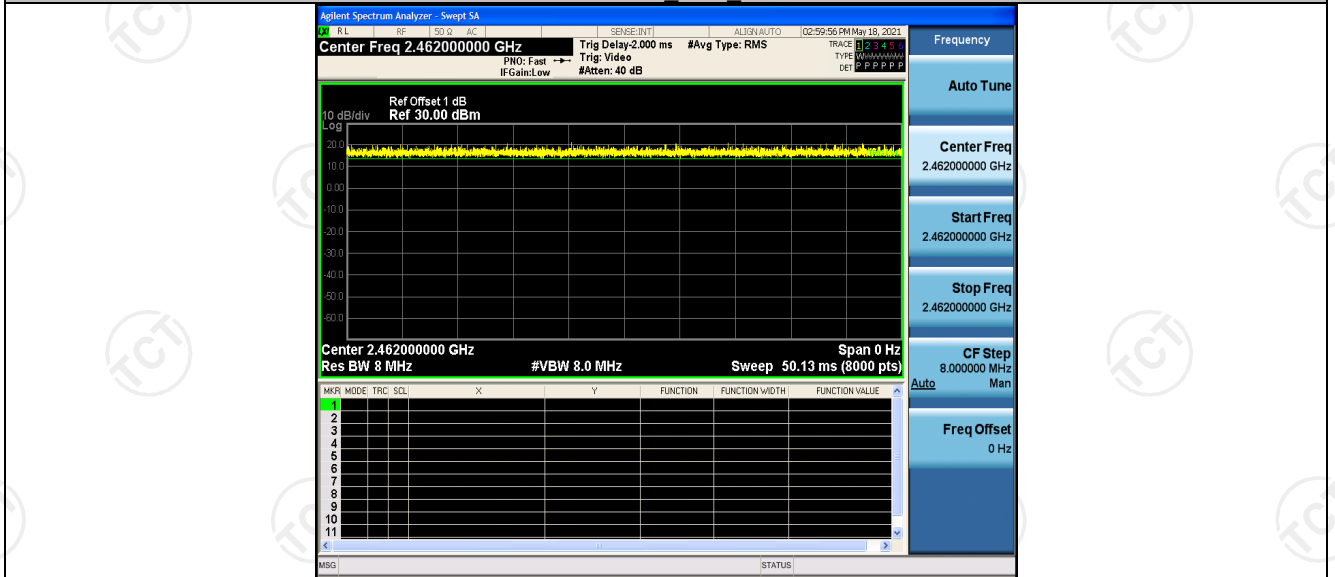 Agilent Spectrum Analyzer - Swept SA
RL RF 50 Ω AC SENSE:INT ALIGN AUTO 02:59:56 PM May 18, 2021
Center Freq 2.462000000 GHz
PNO: Fast
IFGain:Low
Trig Delay-2.000 ms
Trig: Video
#Atten: 40 dB
#Avg Type: RMS
TRACE 1 2 3 4 5 6
TYPE
DET P P P P P P
Ref Offset 1 dB
10 dB/div Ref 30.00 dBm
Log
20.0
10.0
0.00
-10.0
-20.0
-30.0
-40.0
-50.0
-60.0
Center 2.462000000 GHz Span 0 Hz
Res BW 8 MHz #VBW 8.0 MHz Sweep 50.13 ms (8000 pts)
MKR MODE TRC SCL X Y FUNCTION FUNCTION WIDTH FUNCTION VALUE
1
2
3
4
5
6
7
8
9
10
11
MSG STATUS
Frequency
Auto Tune
Center Freq
2.462000000 GHz
Start Freq
2.462000000 GHz
Stop Freq
2.462000000 GHz
CF Step
8.000000 MHz
Auto Man
Freq Offset
0 Hz
TCT
TCT
TCT
TCT
TCT
TCT
TCT
TCT